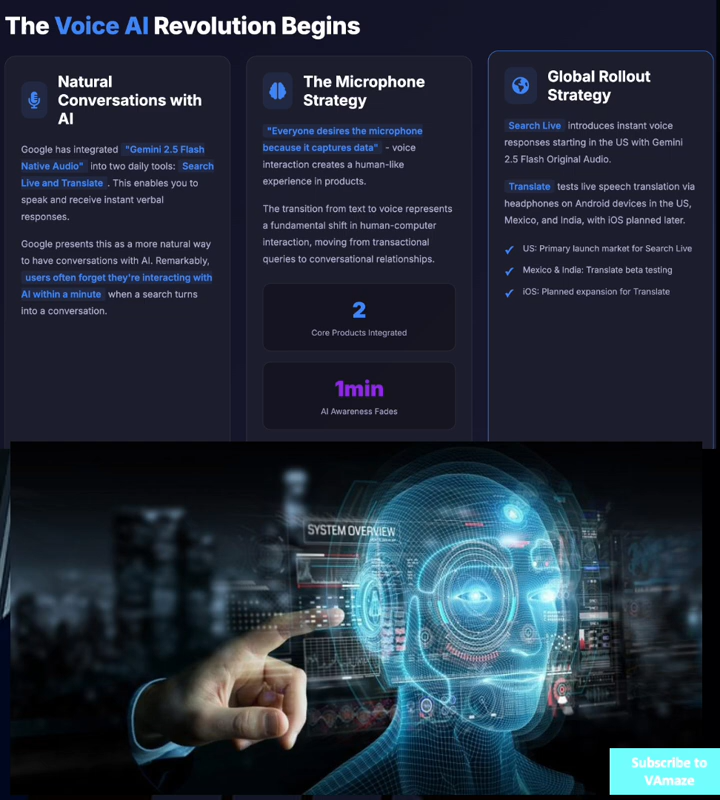 The Voice AI Revolution Begins
Natural
Conversations with
AI
Google has integrated "Gemini 2.5 Flash
Native Audio" into two daily tools: Search
Live and Translate . This enables you to
speak and receive instant verbal
responses.
Google presents this as a more natural way
to have conversations with AI. Remarkably,
users often forget they're interacting with
AI within a minute when a search turns
into a conversation.
The Microphone
Strategy
"Everyone desires the microphone
because it captures data" - voice
interaction creates a human-like
experience in products.
The transition from text to voice represents
a fundamental shift in human-computer
interaction, moving from transactional
queries to conversational relationships.
2
Core Products Integrated
1min
AI Awareness Fades
Global Rollout
Strategy
Search Live introduces instant voice
responses starting in the US with Gemini
2.5 Flash Original Audio.
Translate tests live speech translation via
headphones on Android devices in the US,
Mexico, and India, with iOS planned later.
✓ US: Primary launch market for Search Live
✓ Mexico & India: Translate beta testing
✓ iOS: Planned expansion for Translate
SYSTEM OVERVIEW
Subscribe to
VAmaze